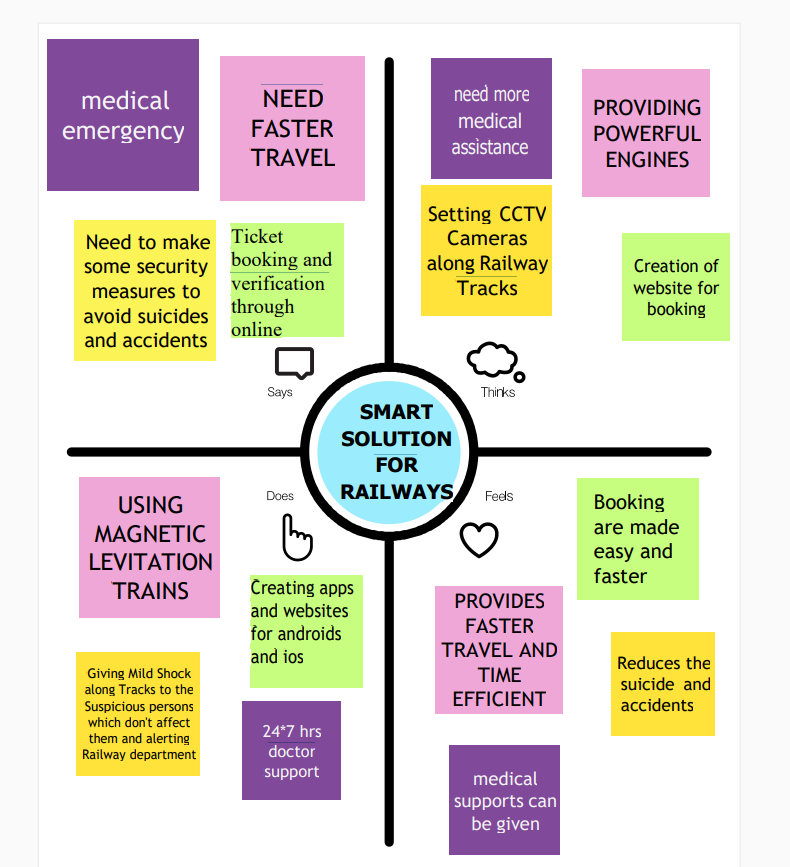 medical
emergency
NEED
FASTER
TRAVEL
Need to make
some security
measures to
avoid suicides
and accidents
Ticket
booking and
verification
through
online
Says
need more
medical
assistance
PROVIDING
POWERFUL
ENGINES
Setting CCTV
Cameras
along Railway
Tracks
Creation of
website for
booking
Thinks
SMART
SOLUTION
FOR
RAILWAYS
Does
USING
MAGNETIC
LEVITATION
TRAINS
Creating apps
and websites
for androids
and ios
Giving Mild Shock
along Tracks to the
Suspicious persons
which don't affect
them and alerting
Railway department
24*7 hrs
doctor
support
Feels
Booking
are made
easy and
faster
PROVIDES
FASTER
TRAVEL AND
TIME
EFFICIENT
Reduces the
suicide and
accidents
medical
supports can
be given